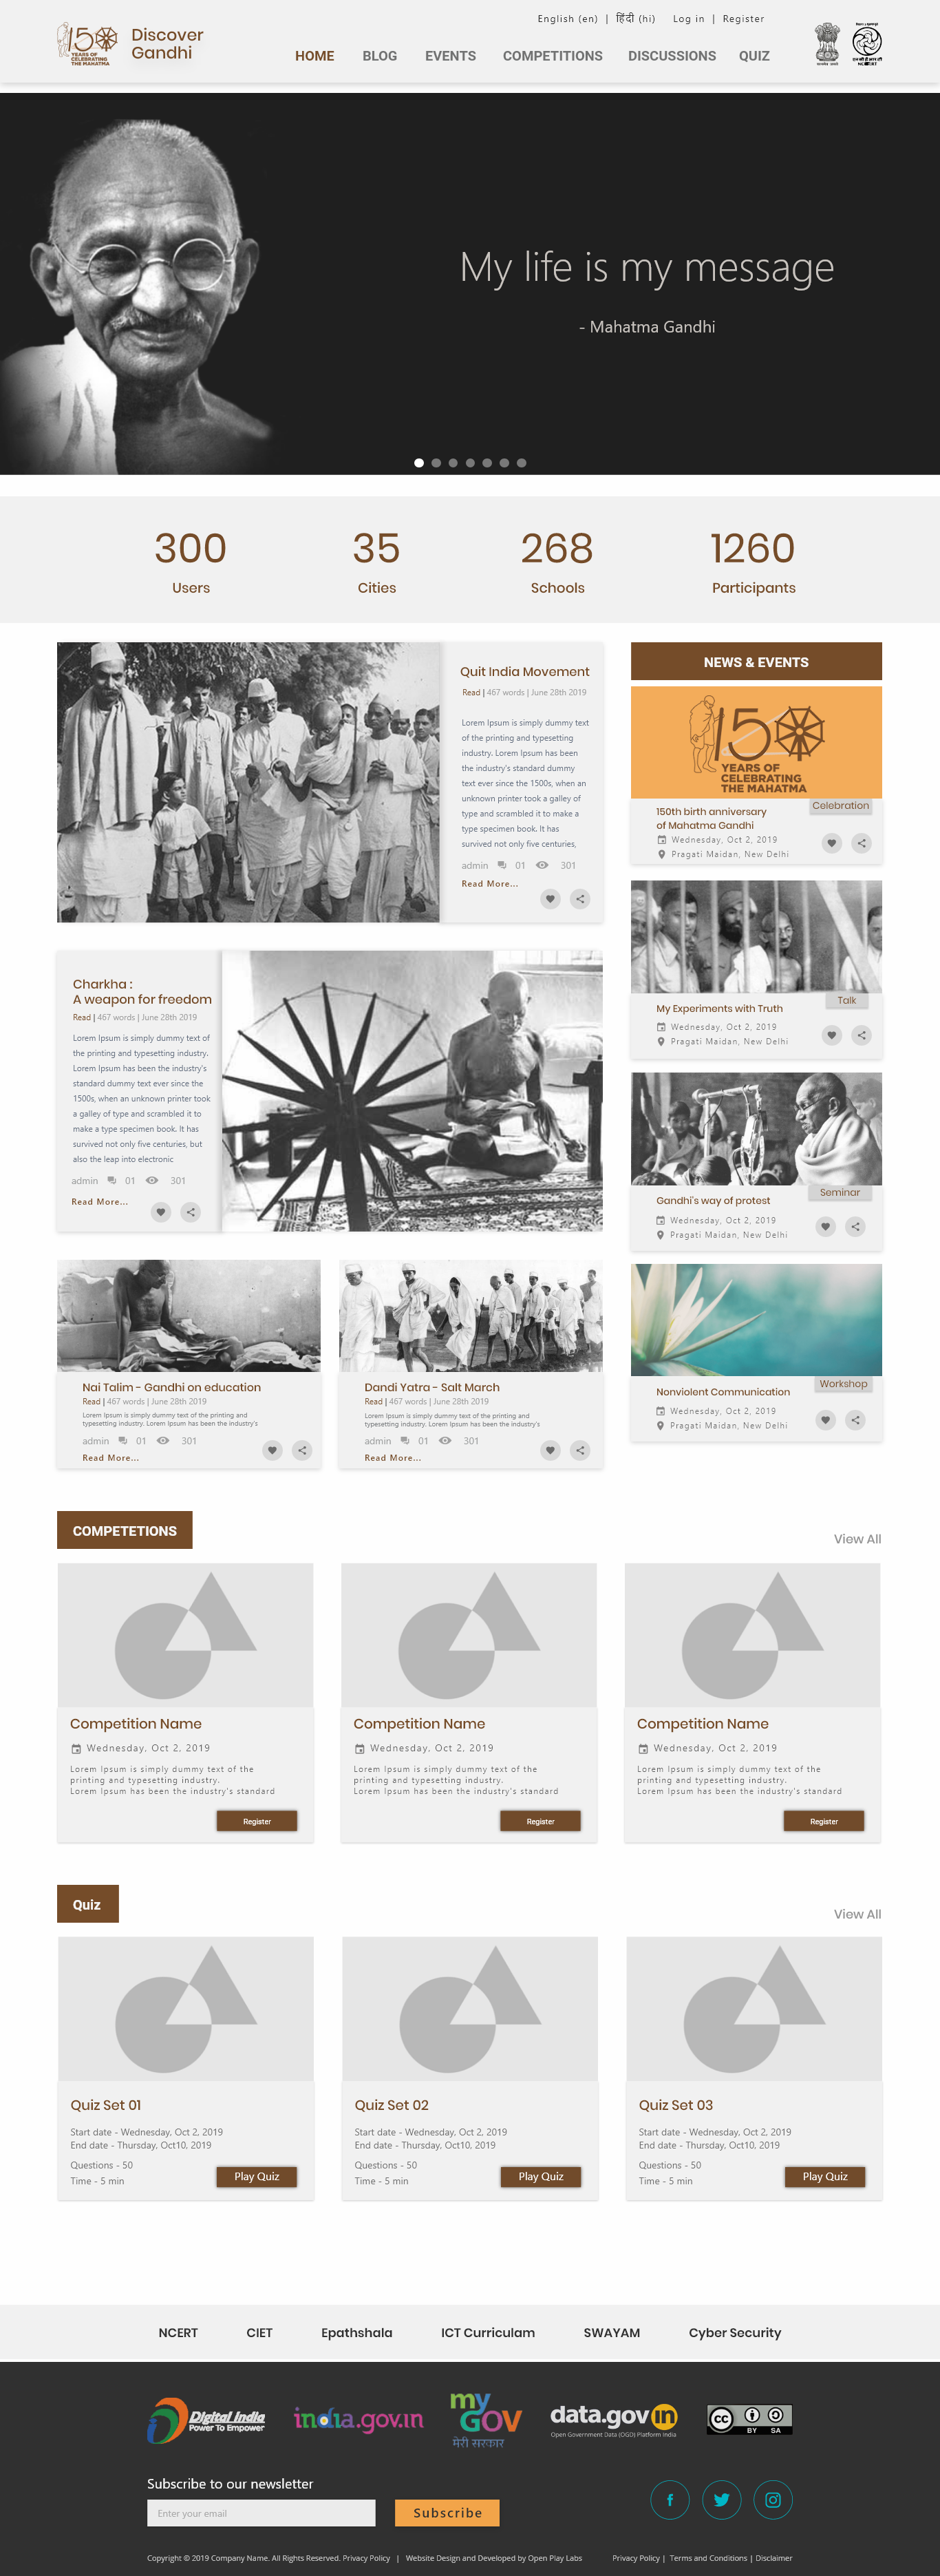 English (en) | हिंदी (hi) Log in | Register
150
YEARS OF
CELEBRATING
THE MAHATMA
Discover
Gandhi
HOME BLOG EVENTS COMPETITIONS DISCUSSIONS QUIZ
My life is my message
- Mahatma Gandhi
300 35 268 1260
Users Cities Schools Participants
Quit India Movement
Read | 467 words | June 28th 2019
Lorem Ipsum is simply dummy text
of the printing and typesetting
industry. Lorem Ipsum has been
the industry's standard dummy
text ever since the 1500s, when an
unknown printer took a galley of
type and scrambled it to make a
type specimen book. It has
survived not only five centuries,
admin 01 301
Read More...
Charkha :
A weapon for freedom
Read | 467 words | June 28th 2019
Lorem Ipsum is simply dummy text of
the printing and typesetting industry.
Lorem Ipsum has been the industry's
standard dummy text ever since the
1500s, when an unknown printer took
a galley of type and scrambled it to
make a type specimen book. It has
survived not only five centuries, but
also the leap into electronic
admin 01 301
Read More...
Nai Talim - Gandhi on education
Read | 467 words | June 28th 2019
Lorem Ipsum is simply dummy text of the printing and
typesetting industry. Lorem Ipsum has been the industry's
admin 01 301
Read More...
Dandi Yatra - Salt March
Read | 467 words | June 28th 2019
Lorem Ipsum is simply dummy text of the printing and
typesetting industry. Lorem Ipsum has been the industry's
admin 01 301
Read More...
NEWS & EVENTS
150
YEARS OF
CELEBRATING
THE MAHATMA
Celebration
150th birth anniversary
of Mahatma Gandhi
Wednesday, Oct 2, 2019
Pragati Maidan, New Delhi
Talk
My Experiments with Truth
Wednesday, Oct 2, 2019
Pragati Maidan, New Delhi
Seminar
Gandhi's way of protest
Wednesday, Oct 2, 2019
Pragati Maidan, New Delhi
Workshop
Nonviolent Communication
Wednesday, Oct 2, 2019
Pragati Maidan, New Delhi
COMPETETIONS
View All
Competition Name
Wednesday, Oct 2, 2019
Lorem Ipsum is simply dummy text of the
printing and typesetting industry.
Lorem Ipsum has been the industry's standard
Register
Competition Name
Wednesday, Oct 2, 2019
Lorem Ipsum is simply dummy text of the
printing and typesetting industry.
Lorem Ipsum has been the industry's standard
Register
Competition Name
Wednesday, Oct 2, 2019
Lorem Ipsum is simply dummy text of the
printing and typesetting industry.
Lorem Ipsum has been the industry's standard
Register
Quiz
View All
Quiz Set 01
Start date - Wednesday, Oct 2, 2019
End date - Thursday, Oct10, 2019
Questions - 50
Time - 5 min
Play Quiz
Quiz Set 02
Start date - Wednesday, Oct 2, 2019
End date - Thursday, Oct10, 2019
Questions - 50
Time - 5 min
Play Quiz
Quiz Set 03
Start date - Wednesday, Oct 2, 2019
End date - Thursday, Oct10, 2019
Questions - 50
Time - 5 min
Play Quiz
NCERT CIET Epathshala ICT Curriculam SWAYAM Cyber Security
Digital India
Power To Empower
india.gov.in
my
GOV
मेरी सरकार
data.gov in
Open Government Data (OGD) Platform India
cc BY SA
Subscribe to our newsletter
Enter your email
Subscribe
Copyright © 2019 Company Name. All Rights Reserved. Privacy Policy | Website Design and Developed by Open Play Labs
Privacy Policy | Terms and Conditions | Disclaimer